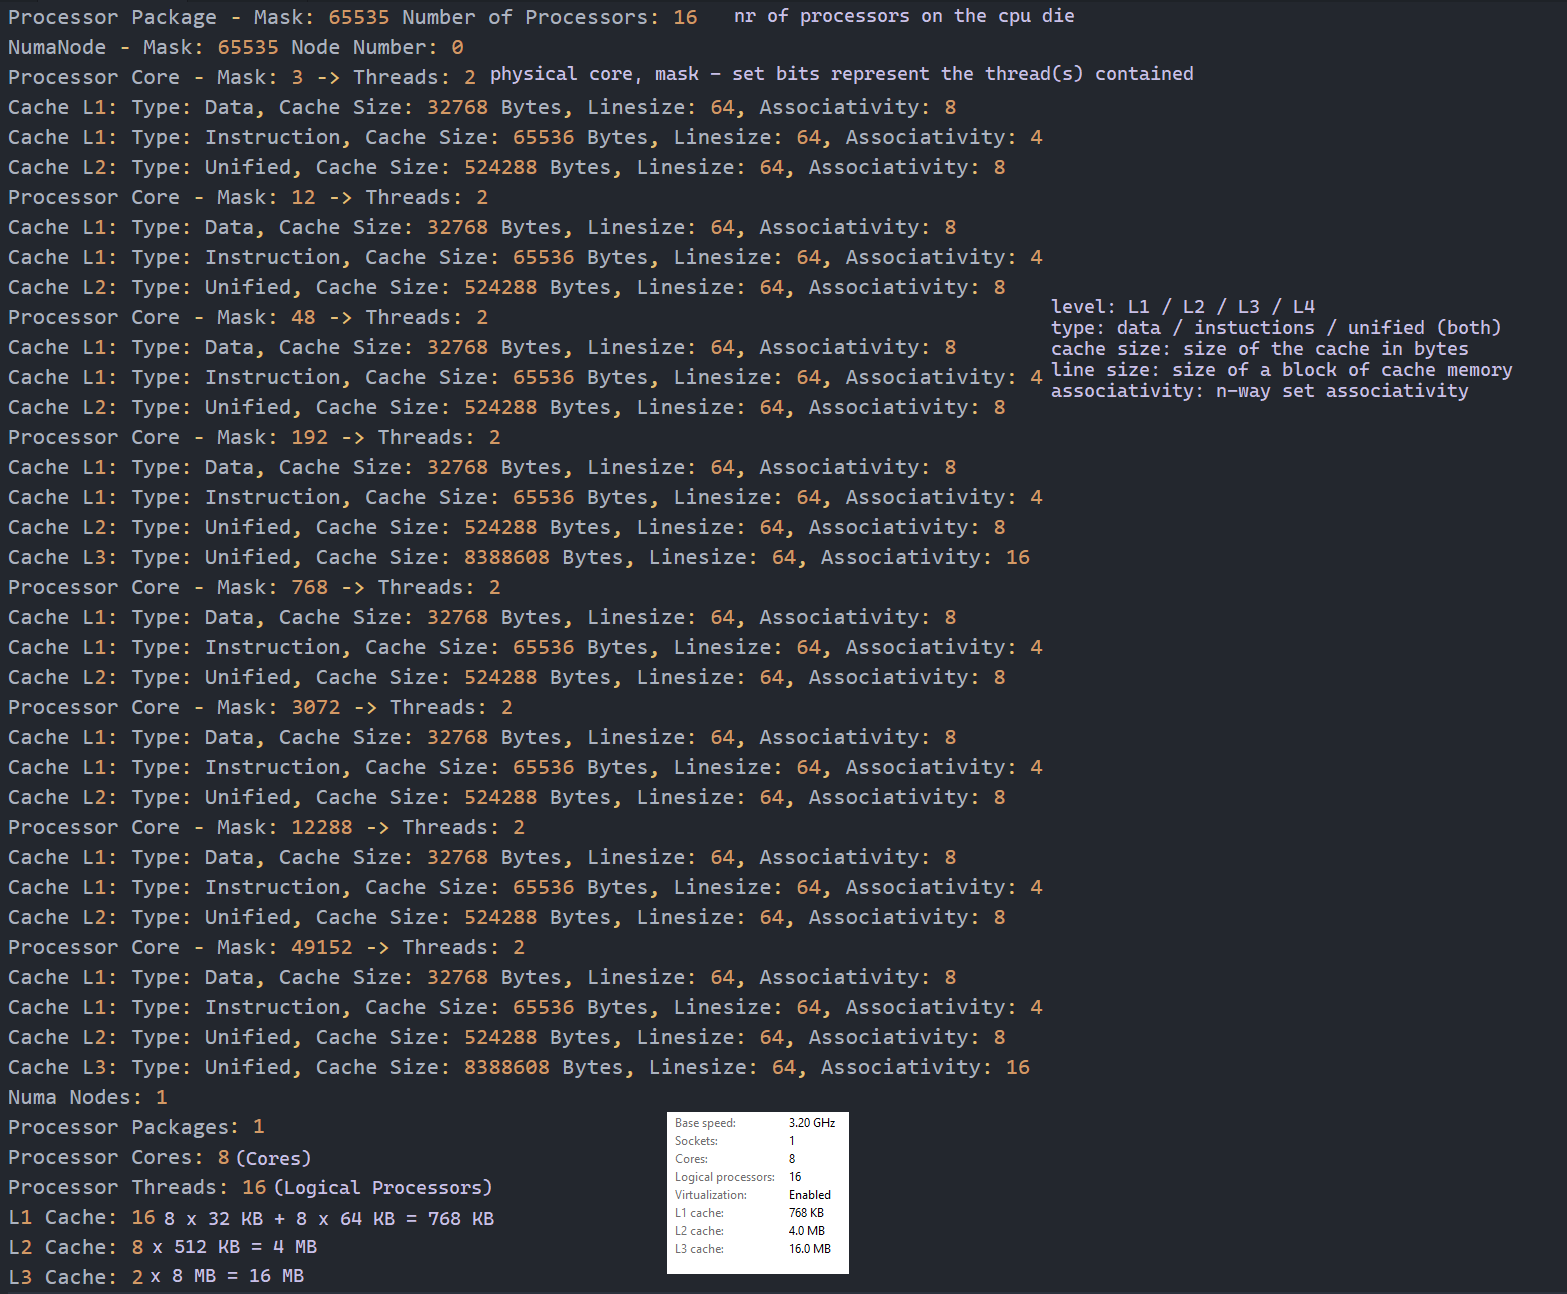 Processor Package - Mask: 65535 Number of Processors: 16 nr of processors on the cpu die
NumaNode - Mask: 65535 Node Number: 0
Processor Core - Mask: 3 -> Threads: 2 physical core, mask - set bits represent the thread(s) contained
Cache L1: Type: Data, Cache Size: 32768 Bytes, Linesize: 64, Associativity: 8
Cache L1: Type: Instruction, Cache Size: 65536 Bytes, Linesize: 64, Associativity: 4
Cache L2: Type: Unified, Cache Size: 524288 Bytes, Linesize: 64, Associativity: 8
Processor Core - Mask: 12 -> Threads: 2
Cache L1: Type: Data, Cache Size: 32768 Bytes, Linesize: 64, Associativity: 8
Cache L1: Type: Instruction, Cache Size: 65536 Bytes, Linesize: 64, Associativity: 4
Cache L2: Type: Unified, Cache Size: 524288 Bytes, Linesize: 64, Associativity: 8
Processor Core - Mask: 48 -> Threads: 2
Cache L1: Type: Data, Cache Size: 32768 Bytes, Linesize: 64, Associativity: 8
Cache L1: Type: Instruction, Cache Size: 65536 Bytes, Linesize: 64, Associativity: 4
Cache L2: Type: Unified, Cache Size: 524288 Bytes, Linesize: 64, Associativity: 8
level: L1 / L2 / L3 / L4
type: data / instuctions / unified (both)
cache size: size of the cache in bytes
line size: size of a block of cache memory
associativity: n-way set associativity
Processor Core - Mask: 192 -> Threads: 2
Cache L1: Type: Data, Cache Size: 32768 Bytes, Linesize: 64, Associativity: 8
Cache L1: Type: Instruction, Cache Size: 65536 Bytes, Linesize: 64, Associativity: 4
Cache L2: Type: Unified, Cache Size: 524288 Bytes, Linesize: 64, Associativity: 8
Cache L3: Type: Unified, Cache Size: 8388608 Bytes, Linesize: 64, Associativity: 16
Processor Core - Mask: 768 -> Threads: 2
Cache L1: Type: Data, Cache Size: 32768 Bytes, Linesize: 64, Associativity: 8
Cache L1: Type: Instruction, Cache Size: 65536 Bytes, Linesize: 64, Associativity: 4
Cache L2: Type: Unified, Cache Size: 524288 Bytes, Linesize: 64, Associativity: 8
Processor Core - Mask: 3072 -> Threads: 2
Cache L1: Type: Data, Cache Size: 32768 Bytes, Linesize: 64, Associativity: 8
Cache L1: Type: Instruction, Cache Size: 65536 Bytes, Linesize: 64, Associativity: 4
Cache L2: Type: Unified, Cache Size: 524288 Bytes, Linesize: 64, Associativity: 8
Processor Core - Mask: 12288 -> Threads: 2
Cache L1: Type: Data, Cache Size: 32768 Bytes, Linesize: 64, Associativity: 8
Cache L1: Type: Instruction, Cache Size: 65536 Bytes, Linesize: 64, Associativity: 4
Cache L2: Type: Unified, Cache Size: 524288 Bytes, Linesize: 64, Associativity: 8
Processor Core - Mask: 49152 -> Threads: 2
Cache L1: Type: Data, Cache Size: 32768 Bytes, Linesize: 64, Associativity: 8
Cache L1: Type: Instruction, Cache Size: 65536 Bytes, Linesize: 64, Associativity: 4
Cache L2: Type: Unified, Cache Size: 524288 Bytes, Linesize: 64, Associativity: 8
Cache L3: Type: Unified, Cache Size: 8388608 Bytes, Linesize: 64, Associativity: 16
Numa Nodes: 1
Processor Packages: 1
Processor Cores: 8 (Cores)
Processor Threads: 16 (Logical Processors)
L1 Cache: 16 8 x 32 KB + 8 x 64 KB = 768 KB
L2 Cache: 8 x 512 KB = 4 MB
L3 Cache: 2 x 8 MB = 16 MB
Base speed: 3.20 GHz
Sockets: 1
Cores: 8
Logical processors: 16
Virtualization: Enabled
L1 cache: 768 KB
L2 cache: 4.0 MB
L3 cache: 16.0 MB